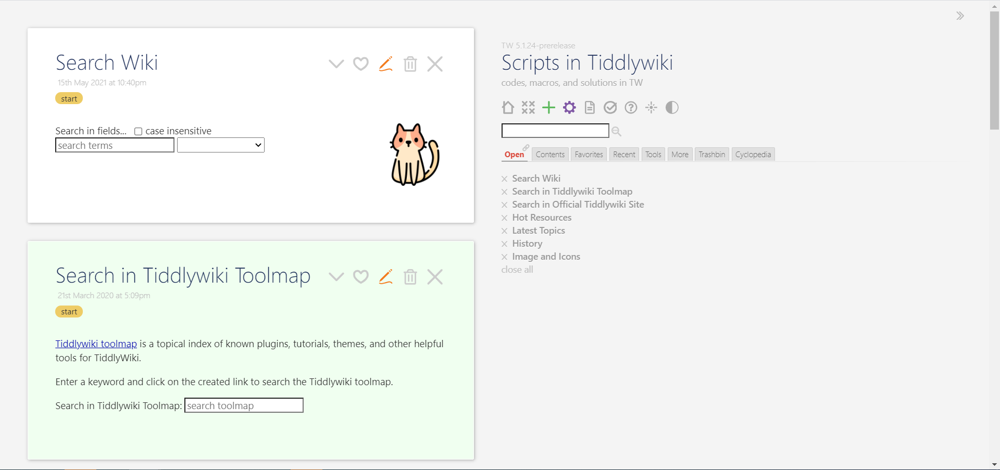 Search Wiki
15th May 2021 at 10:40pm
start
Search in fields... case insensitive
search terms
Search in Tiddlywiki Toolmap
21st March 2020 at 5:09pm
start
Tiddlywiki toolmap is a topical index of known plugins, tutorials, themes, and other helpful
tools for TiddlyWiki.
Enter a keyword and click on the created link to search the Tiddlywiki toolmap.
Search in Tiddlywiki Toolmap: search toolmap
TW 5.1.24-prerelease
Scripts in Tiddlywiki
codes, macros, and solutions in TW
Open Contents Favorites Recent Tools More Trashbin Cyclopedia
Search Wiki
Search in Tiddlywiki Toolmap
Search in Official Tiddlywiki Site
Hot Resources
Latest Topics
History
Image and Icons
close all